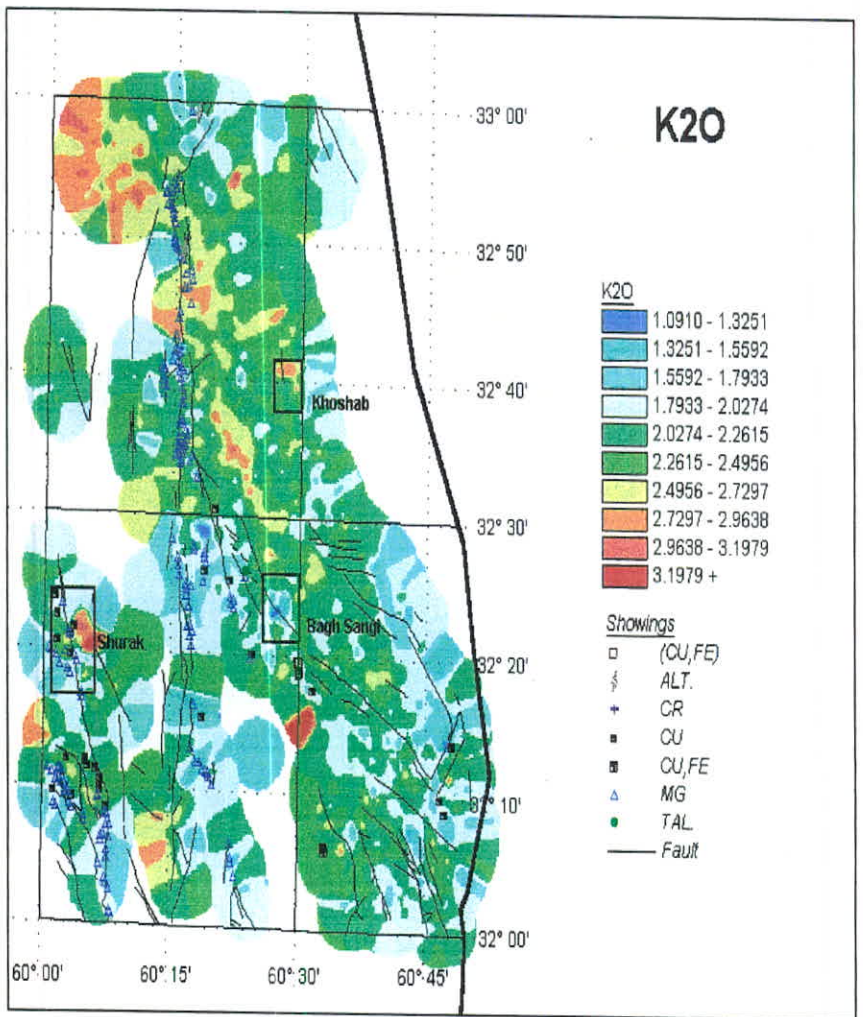 K2O
33° 00'
32° 50'
32° 40'
32° 30'
32° 20'
32° 10'
32° 00'
60° 00'
60° 15'
60° 30'
60° 45'
Khoshab
Bagh Sangi
Shurak
K2O
1.0910 - 1.3251
1.3251 - 1.5592
1.5592 - 1.7933
1.7933 - 2.0274
2.0274 - 2.2615
2.2615 - 2.4956
2.4956 - 2.7297
2.7297 - 2.9638
2.9638 - 3.1979
3.1979 +
Showings
(CU,FE)
ALT.
CR
CU
CU,FE
MG
TAL.
Fault